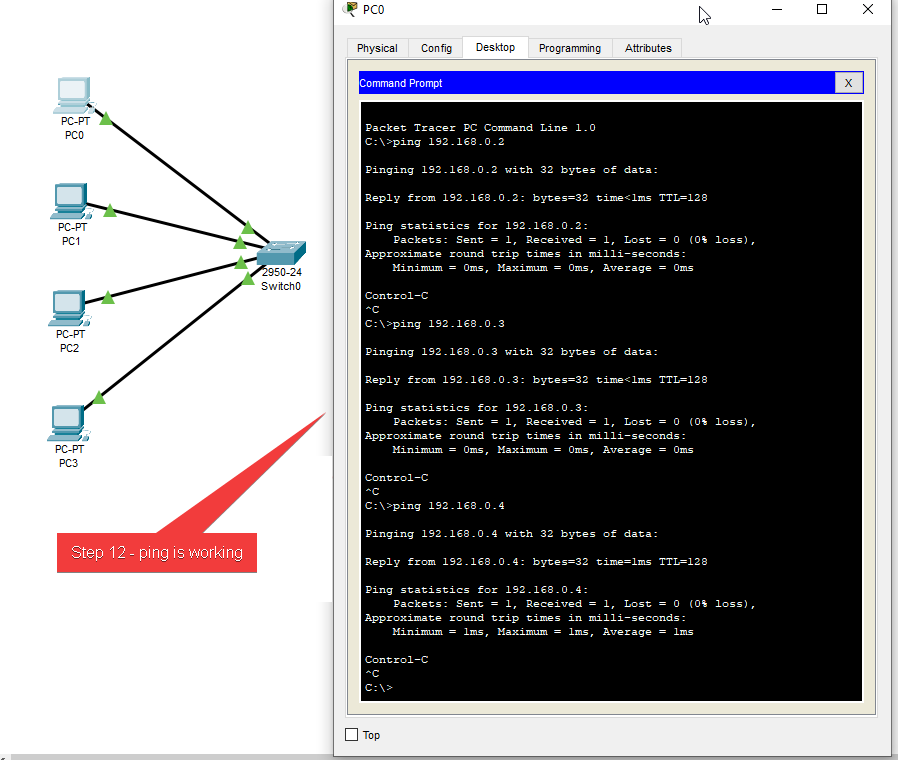 PC0
Physical Config Desktop Programming Attributes
Command Prompt X
Packet Tracer PC Command Line 1.0
C:\>ping 192.168.0.2
Pinging 192.168.0.2 with 32 bytes of data:
Reply from 192.168.0.2: bytes=32 time<1ms TTL=128
Ping statistics for 192.168.0.2:
Packets: Sent = 1, Received = 1, Lost = 0 (0% loss),
Approximate round trip times in milli-seconds:
Minimum = 0ms, Maximum = 0ms, Average = 0ms
Control-C
^C
C:\>ping 192.168.0.3
Pinging 192.168.0.3 with 32 bytes of data:
Reply from 192.168.0.3: bytes=32 time<1ms TTL=128
Ping statistics for 192.168.0.3:
Packets: Sent = 1, Received = 1, Lost = 0 (0% loss),
Approximate round trip times in milli-seconds:
Minimum = 0ms, Maximum = 0ms, Average = 0ms
Control-C
^C
C:\>ping 192.168.0.4
Pinging 192.168.0.4 with 32 bytes of data:
Reply from 192.168.0.4: bytes=32 time=1ms TTL=128
Ping statistics for 192.168.0.4:
Packets: Sent = 1, Received = 1, Lost = 0 (0% loss),
Approximate round trip times in milli-seconds:
Minimum = 1ms, Maximum = 1ms, Average = 1ms
Control-C
^C
C:\>
Top
PC-PT
PC0
PC-PT
PC1
2950-24
Switch0
PC-PT
PC2
PC-PT
PC3
Step 12 - ping is working